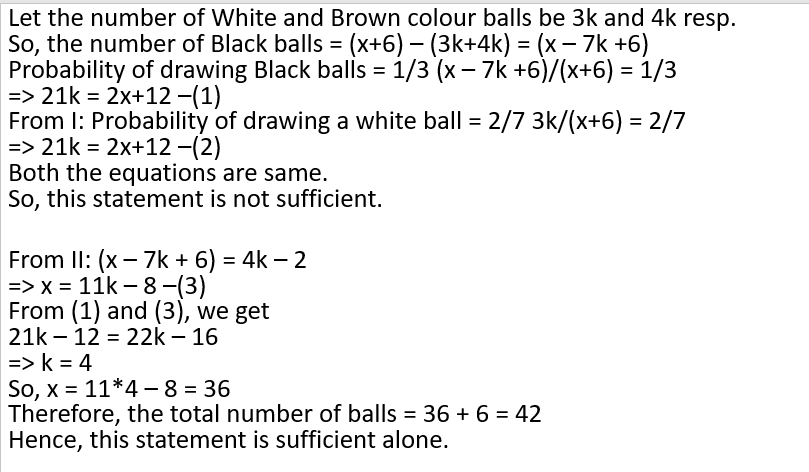 Let the number of White and Brown colour balls be 3k and 4k resp.
So, the number of Black balls = (x+6) – (3k+4k) = (x – 7k +6)
Probability of drawing Black balls = 1/3 (x – 7k +6)/(x+6) = 1/3
=> 21k = 2x+12 –(1)
From I: Probability of drawing a white ball = 2/7 3k/(x+6) = 2/7
=> 21k = 2x+12 –(2)
Both the equations are same.
So, this statement is not sufficient.
From II: (x – 7k + 6) = 4k – 2
=> x = 11k – 8 –(3)
From (1) and (3), we get
21k – 12 = 22k – 16
=> k = 4
So, x = 11*4 – 8 = 36
Therefore, the total number of balls = 36 + 6 = 42
Hence, this statement is sufficient alone.